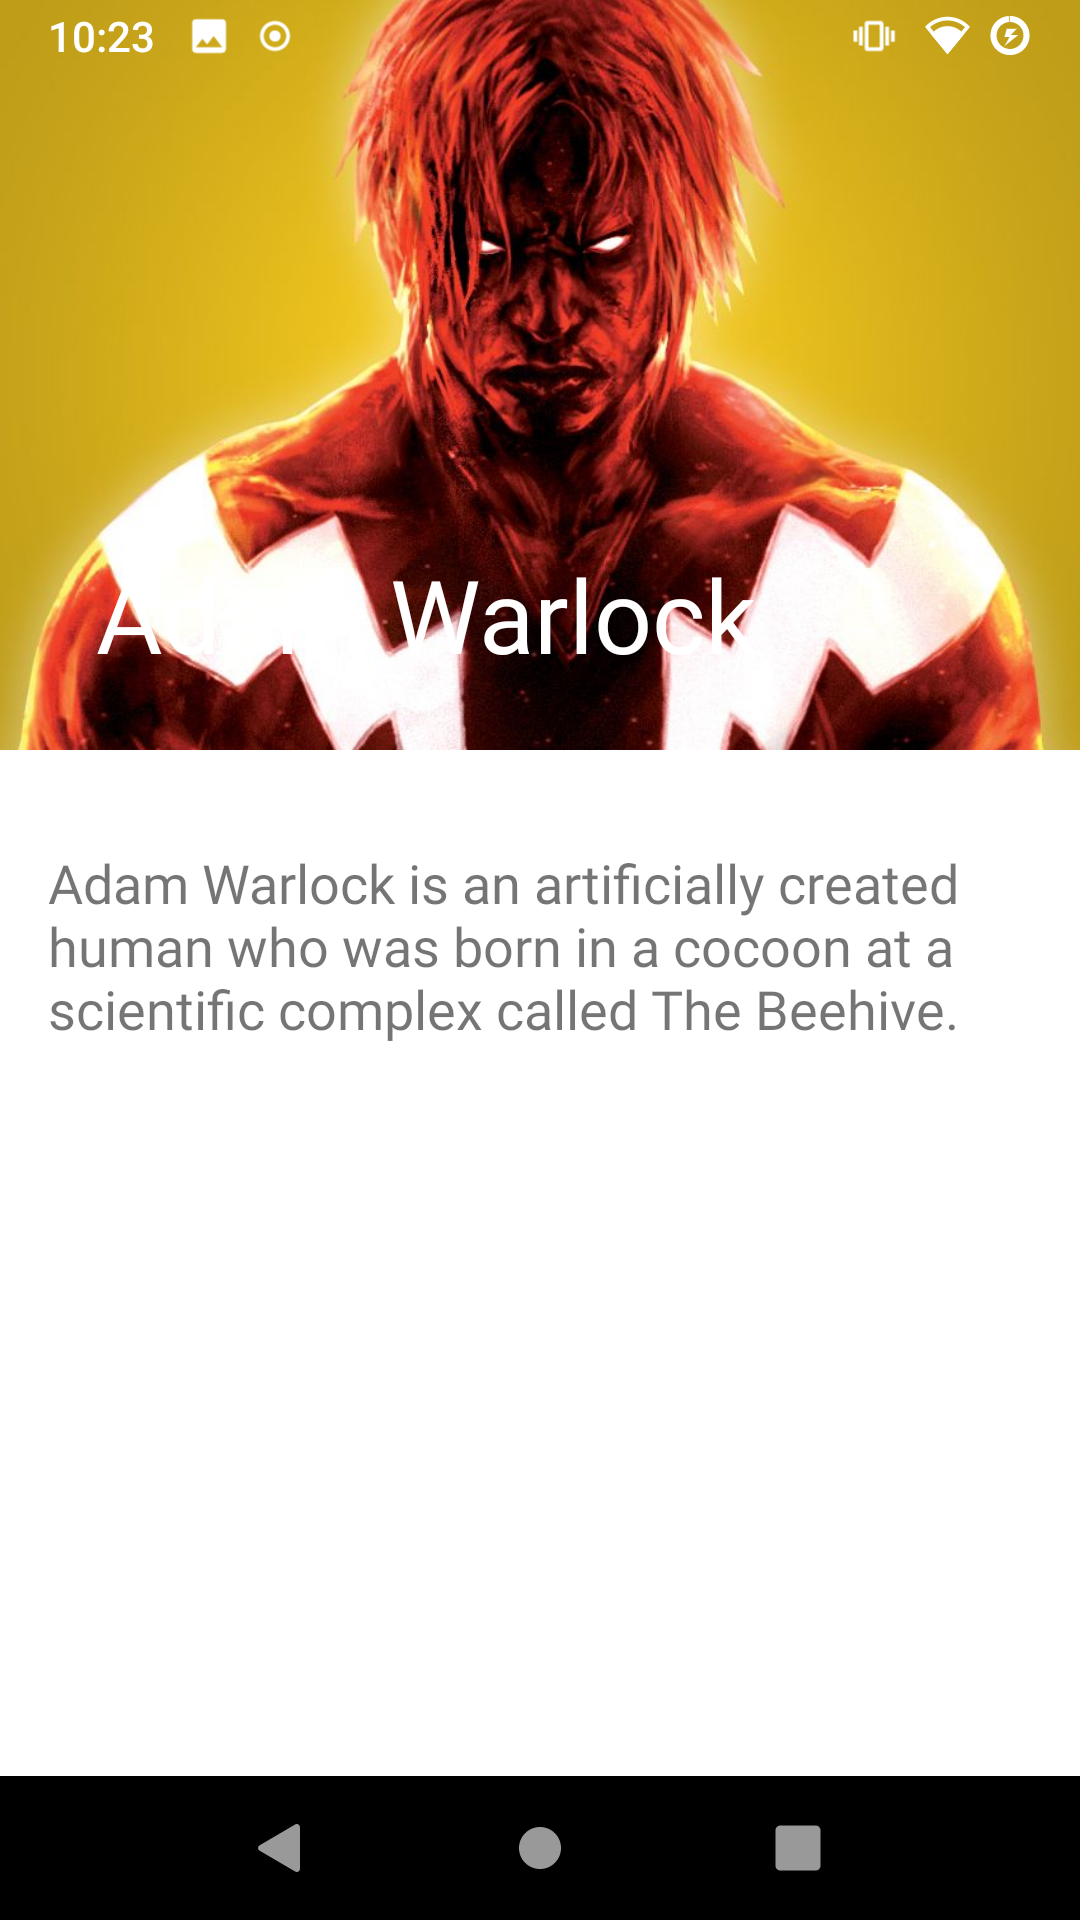 10:23
Adam Warlock
Adam Warlock is an artificially created
human who was born in a cocoon at a
scientific complex called The Beehive.